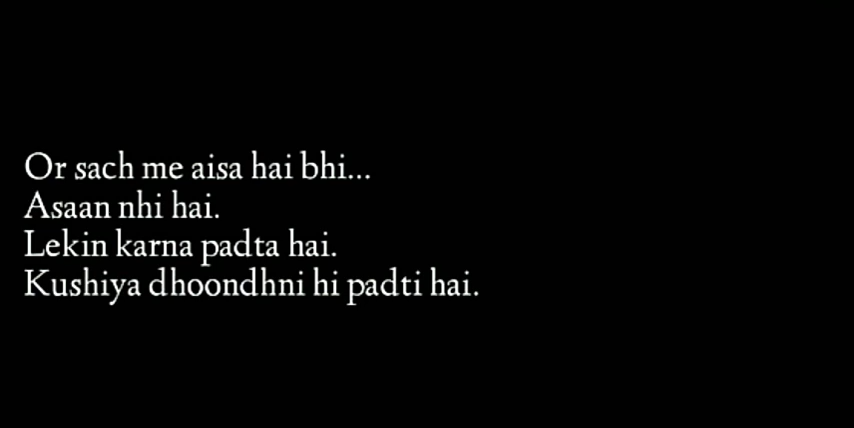 Or sach me aisa hai bhi...
Asaan nhi hai.
Lekin karna padta hai.
Kushiya dhoondhni hi padti hai.